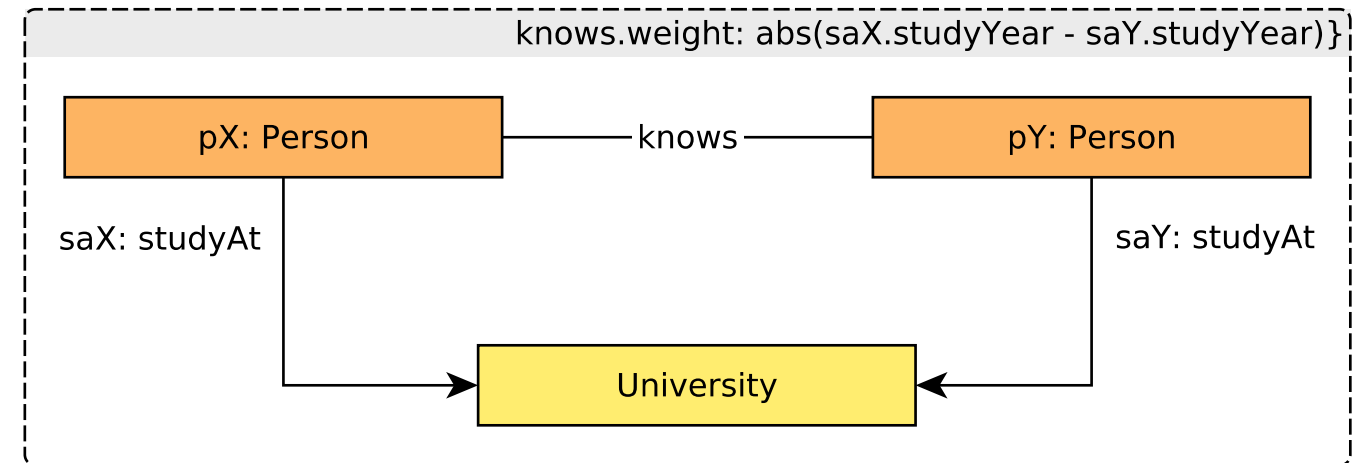 knows.weight: abs(saX.studyYear - saY.studyYear)}
pX: Person
knows
pY: Person
saX: studyAt
saY: studyAt
University